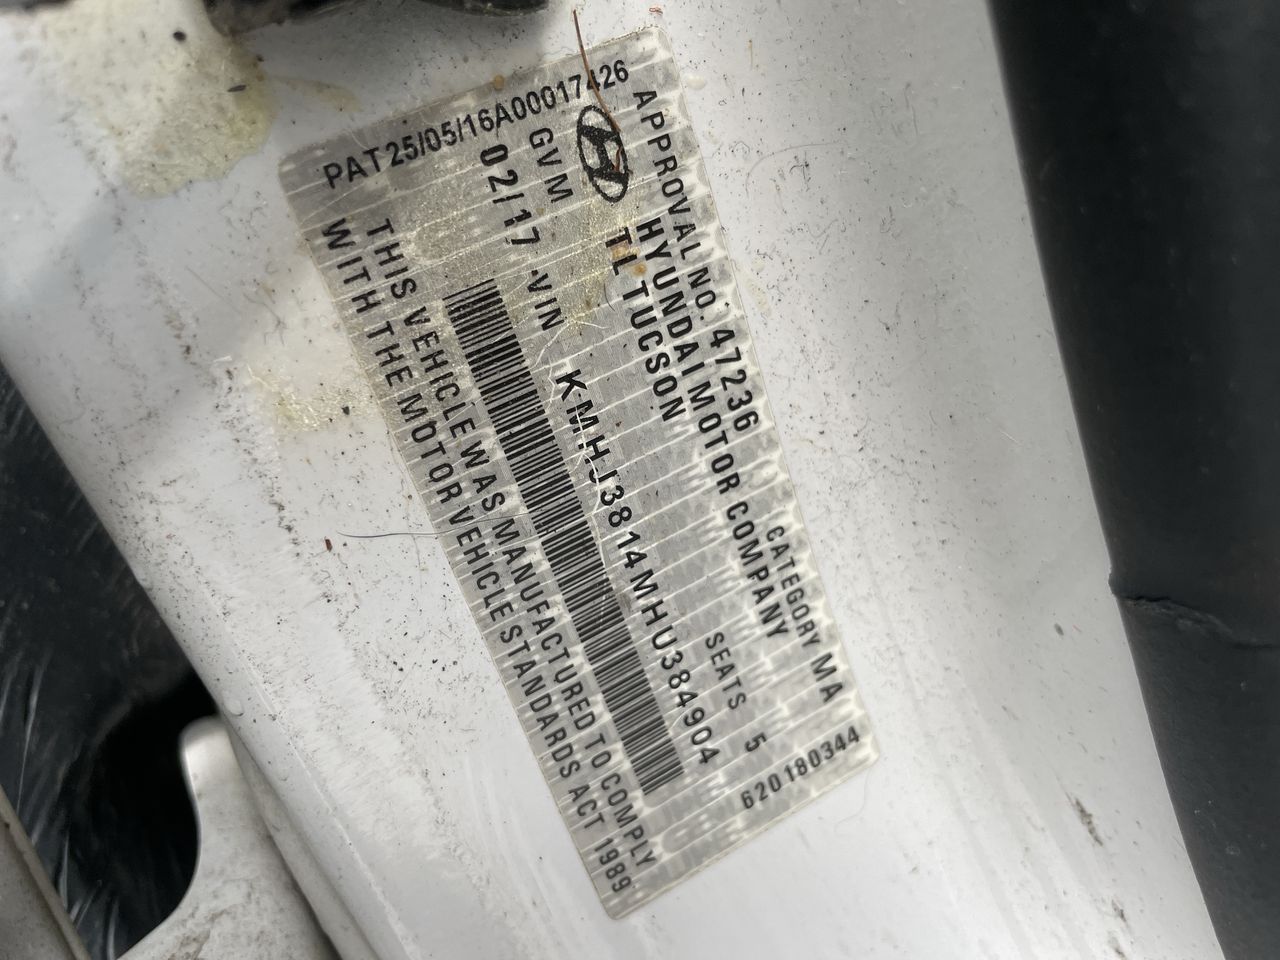 APPROVAL NO. 47236 CATEGORY MA
HYUNDAI MOTOR COMPANY
TL TUCSON SEATS 5
GVM VIN KMHJ3814MHU384904
02/17
THIS VEHICLE WAS MANUFACTURED TO COMPLY
WITH THE MOTOR VEHICLE STANDARDS ACT 1989
PAT25/05/16A00017426
620180344